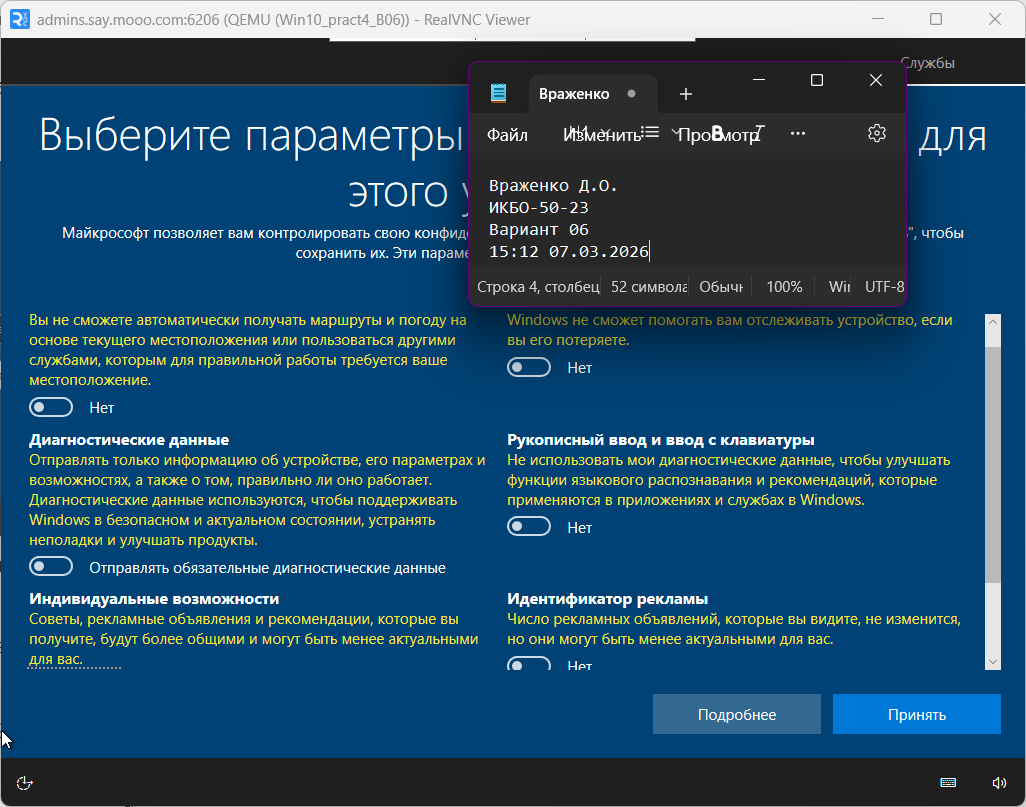 admins.say.mooo.com:6206 (QEMU (Win10_pract4_B06)) - RealVNC Viewer
Службы
Враженко
Файл
Изменить
Просмотр
B
I
Враженко Д.О.
ИКБО-50-23
Вариант 06
15:12 07.03.2026
Строка 4, столбец
52 символа
Обычн
100%
Win
UTF-8
Выберите параметры для
этого у
Майкрософт позволяет вам контролировать свою конфиде ", чтобы
сохранить их. Эти параме
Вы не сможете автоматически получать маршруты и погоду на
основе текущего местоположения или пользоваться другими
службами, которым для правильной работы требуется ваше
местоположение.
Нет
Windows не сможет помогать вам отслеживать устройство, если
вы его потеряете.
Нет
Диагностические данные
Отправлять только информацию об устройстве, его параметрах и
возможностях, а также о том, правильно ли оно работает.
Диагностические данные используются, чтобы поддерживать
Windows в безопасном и актуальном состоянии, устранять
неполадки и улучшать продукты.
Отправлять обязательные диагностические данные
Рукописный ввод и ввод с клавиатуры
Не использовать мои диагностические данные, чтобы улучшать
функции языкового распознавания и рекомендаций, которые
применяются в приложениях и службах в Windows.
Нет
Индивидуальные возможности
Советы, рекламные объявления и рекомендации, которые вы
получите, будут более общими и могут быть менее актуальными
для вас.
Идентификатор рекламы
Число рекламных объявлений, которые вы видите, не изменится,
но они могут быть менее актуальными для вас.
Нет
Подробнее
Принять